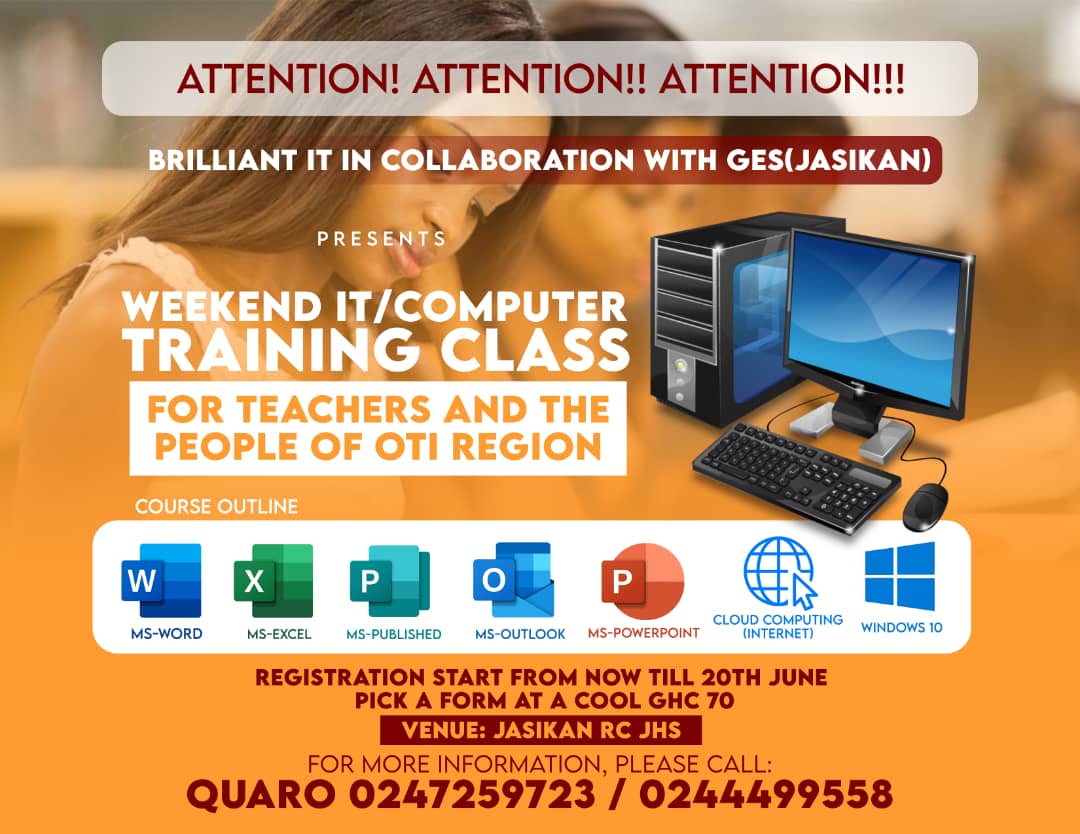 ATTENTION! ATTENTION!! ATTENTION!!!
BRILLIANT IT IN COLLABORATION WITH GES(JASIKAN)
PRESENTS
WEEKEND IT/COMPUTER
TRAINING CLASS
FOR TEACHERS AND THE
PEOPLE OF OTI REGION
COURSE OUTLINE
W
MS-WORD
X
MS-EXCEL
P
MS-PUBLISHED
O
MS-OUTLOOK
P
MS-POWERPOINT
CLOUD COMPUTING
(INTERNET)
WINDOWS 10
REGISTRATION START FROM NOW TILL 20TH JUNE
PICK A FORM AT A COOL GHC 70
VENUE: JASIKAN RC JHS
FOR MORE INFORMATION, PLEASE CALL:
QUARO 0247259723 / 0244499558